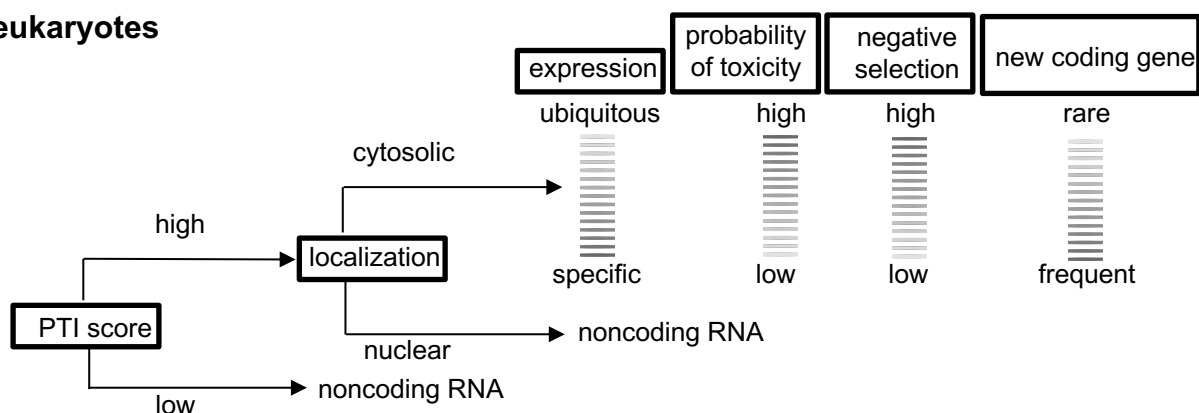 eukaryotes
expression
probability
of toxicity
negative
selection
new coding gene
ubiquitous
high
high
rare
cytosolic
high
localization
specific
low
low
frequent
PTI score
nuclear
noncoding RNA
low
noncoding RNA